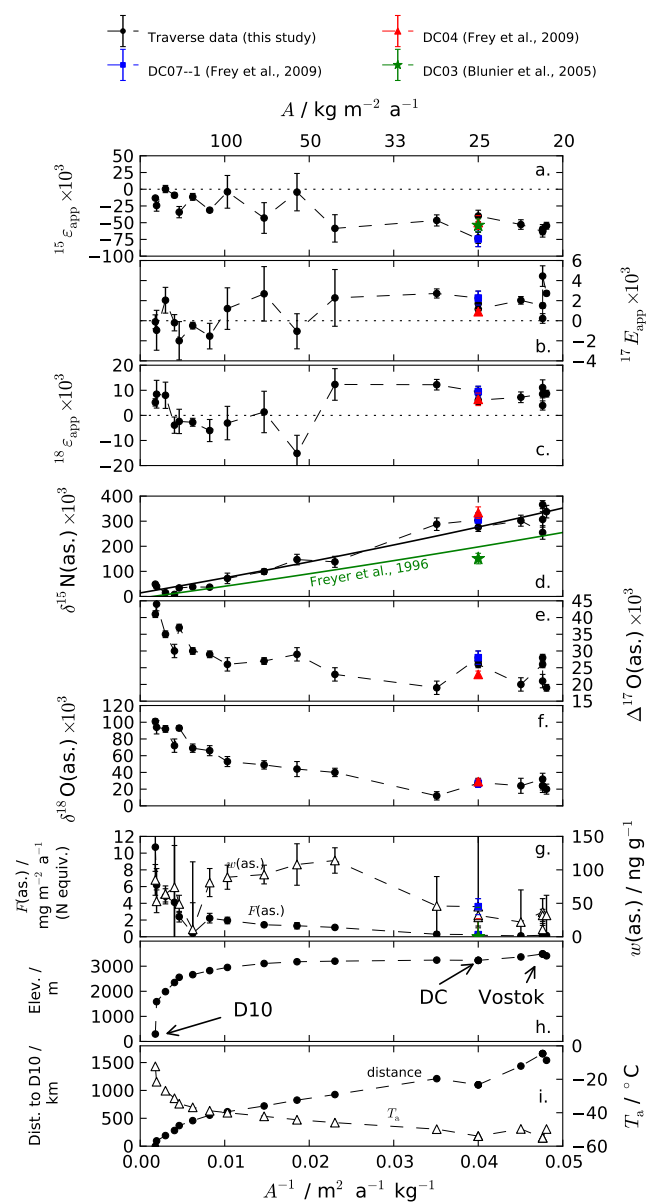 Traverse data (this study)
DC07--1 (Frey et al., 2009)
DC04 (Frey et al., 2009)
DC03 (Blunier et al., 2005)
A / kg m⁻² a⁻¹
100 50 33 25 20
¹⁵ε_app ×10³
50
25
0
−25
−50
−75
−100
a.
¹⁷E_app ×10³
6
4
2
0
−2
−4
b.
¹⁸ε_app ×10³
20
10
0
−10
−20
c.
δ¹⁵N(as.) ×10³
400
300
200
100
0
Freyer et al., 1996
d.
Δ¹⁷O(as.) ×10³
45
40
35
30
25
20
15
e.
δ¹⁸O(as.) ×10³
120
100
80
60
40
20
0
f.
F(as.) /
mg m⁻² a⁻¹
(N equiv.)
12
10
8
6
4
2
0
w(as.)
F(as.)
g.
w(as.) / ng g⁻¹
150
100
50
0
Elev. /
m
3000
2000
1000
0
D10
DC
Vostok
h.
Dist. to D10 /
km
1500
1000
500
0
distance
T_a
i.
T_a / °C
0
−20
−40
−60
0.00 0.01 0.02 0.03 0.04 0.05
A⁻¹ / m² a⁻¹ kg⁻¹